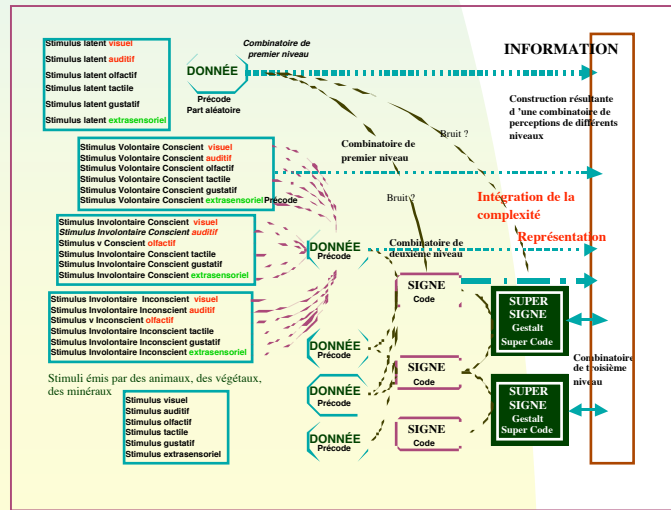 Stimulus latent visuel
Stimulus latent auditif
Stimulus latent olfactif
Stimulus latent tactile
Stimulus latent gustatif
Stimulus latent extrasensoriel
DONNÉE
Précode
Part aléatoire
Combinatoire de
premier niveau
INFORMATION
Construction résultante
d 'une combinatoire de
perceptions de différents
niveaux
Combinatoire de
premier niveau
Bruit ?
Stimulus Volontaire Conscient visuel
Stimulus Volontaire Conscient auditif
Stimulus Volontaire Conscient olfactif
Stimulus Volontaire Conscient tactile
Stimulus Volontaire Conscient gustatif
Stimulus Volontaire Conscient extrasensoriel Précode
Bruit ?
Intégration de la
complexité
Représentation
Stimulus Involontaire Conscient visuel
Stimulus Involontaire Conscient auditif
Stimulus v Conscient olfactif
Stimulus Involontaire Conscient tactile
Stimulus Involontaire Conscient gustatif
Stimulus Involontaire Conscient extrasensoriel
DONNÉE
Précode
Combinatoire de
deuxième niveau
SIGNE
Code
SUPER
SIGNE
Gestalt
Super Code
Stimulus Involontaire Inconscient visuel
Stimulus Involontaire Inconscient auditif
Stimulus v Inconscient olfactif
Stimulus Involontaire Inconscient tactile
Stimulus Involontaire Inconscient gustatif
Stimulus Involontaire Inconscient extrasensoriel
DONNÉE
Précode
SIGNE
Code
Combinatoire
de troisième
niveau
Stimuli émis par des animaux, des végétaux,
des minéraux
Stimulus visuel
Stimulus auditif
Stimulus olfactif
Stimulus tactile
Stimulus gustatif
Stimulus extrasensoriel
DONNÉE
Précode
SUPER
SIGNE
Gestalt
Super Code
DONNÉE
Précode
SIGNE
Code